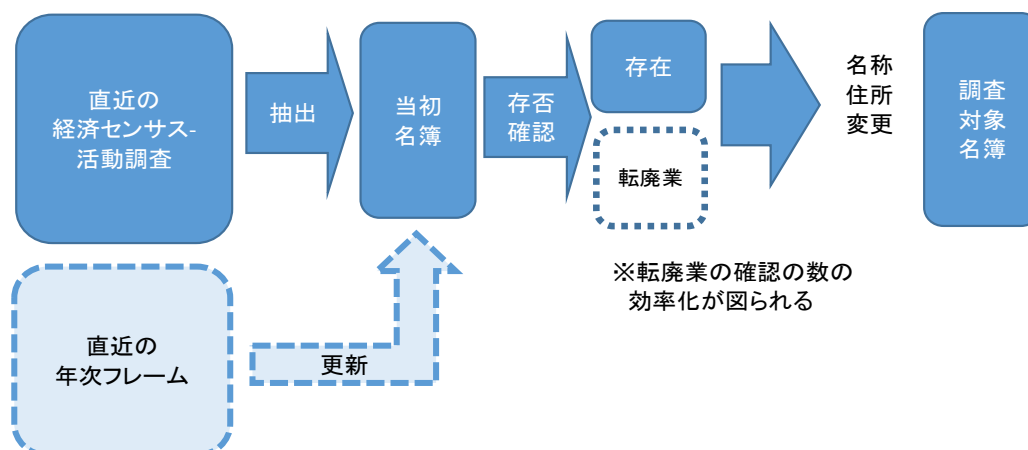 直近の
経済センサス-
活動調査
抽出
当初
名簿
存否
確認
存在
転廃業
名称
住所
変更
調査
対象
名簿
※転廃業の確認の数の
効率化が図られる
直近の
年次フレーム
更新